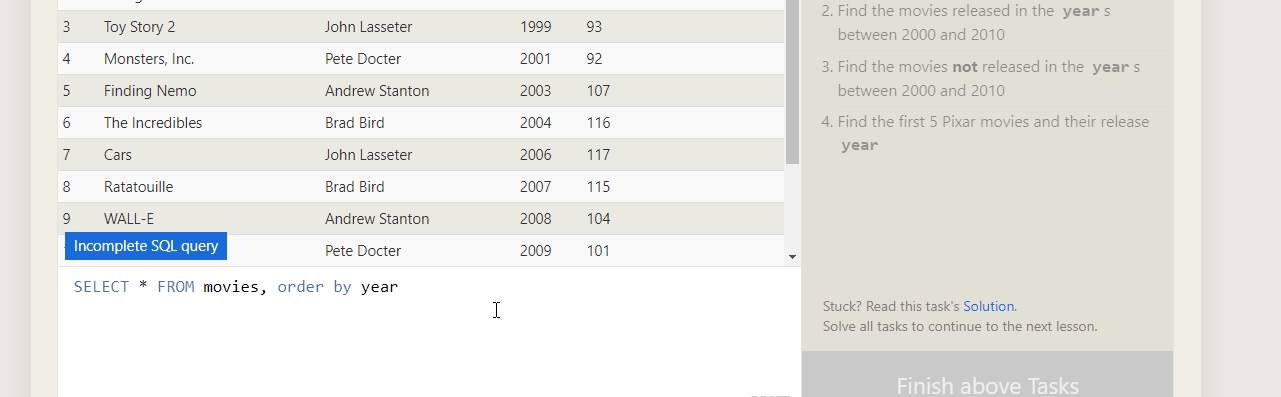 3 Toy Story 2 John Lasseter 1999 93
4 Monsters, Inc. Pete Docter 2001 92
5 Finding Nemo Andrew Stanton 2003 107
6 The Incredibles Brad Bird 2004 116
7 Cars John Lasseter 2006 117
8 Ratatouille Brad Bird 2007 115
9 WALL-E Andrew Stanton 2008 104
Incomplete SQL query
Pete Docter 2009 101
SELECT * FROM movies, order by year
2. Find the movies released in the year s
between 2000 and 2010
3. Find the movies not released in the year s
between 2000 and 2010
4. Find the first 5 Pixar movies and their release
year
Stuck? Read this task's Solution.
Solve all tasks to continue to the next lesson.
Finish above Tasks